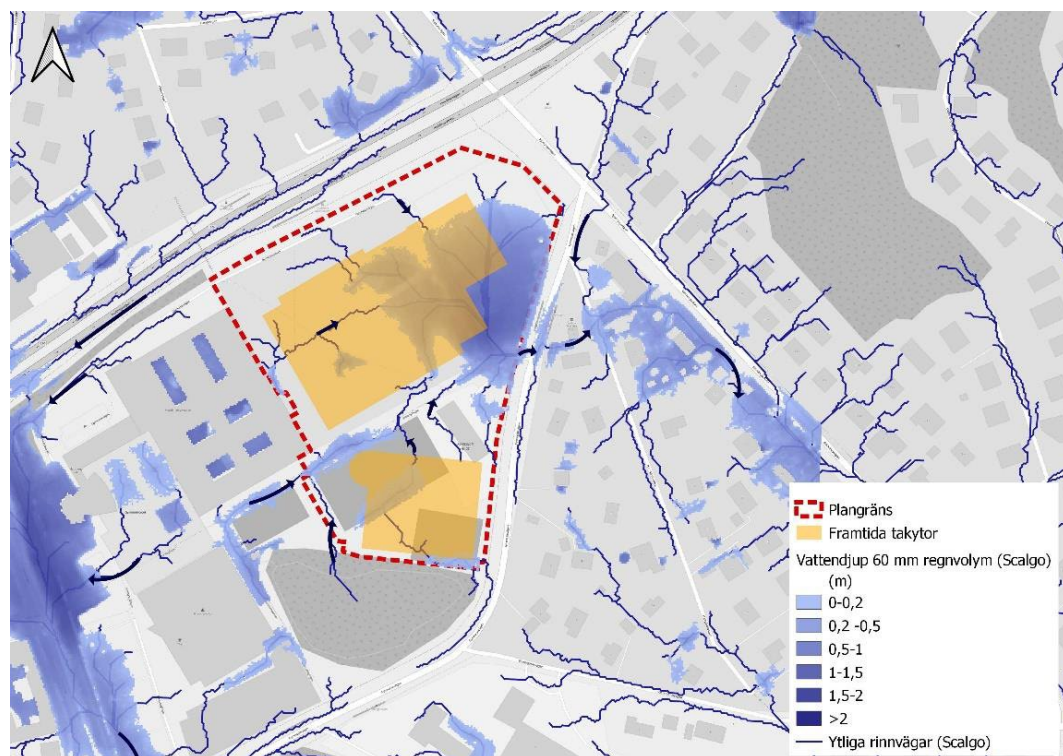 Plangräns
Framtida takytor
Vattendjup 60 mm regnvolym (Scalgo)
(m)
0-0,2
0,2 -0,5
0,5-1
1-1,5
1,5-2
>2
Ytliga rinnvägar (Scalgo)